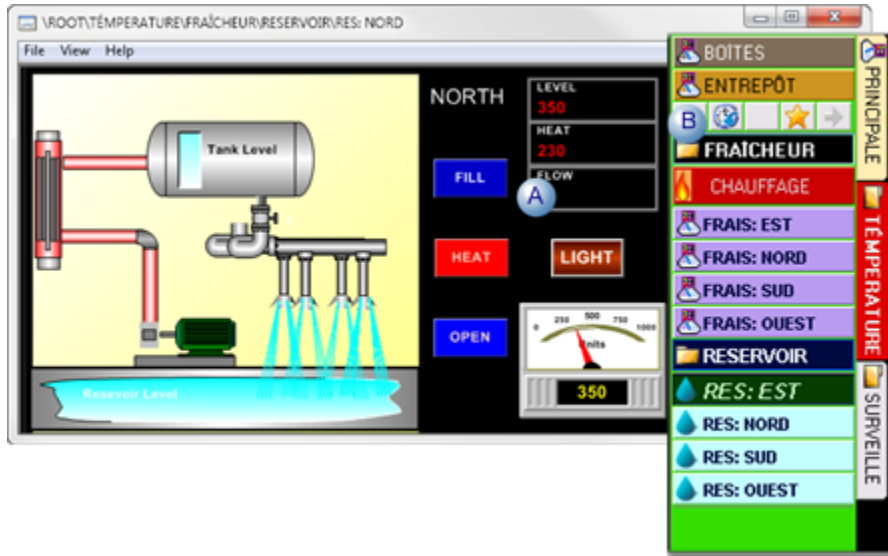 \ROOT\TÉMPERATURE\FRAÎCHEUR\RESERVOIR\RES: NORD
File View Help
NORTH
LEVEL
350
HEAT
230
FLOW
A
Tank Level
FILL
HEAT
LIGHT
OPEN
0 250 500 750 1000
Units
350
Resevoir Level
BOÎTES
ENTREPÔT
B
FRAÎCHEUR
CHAUFFAGE
FRAIS: EST
FRAIS: NORD
FRAIS: SUD
FRAIS: OUEST
RESERVOIR
RES: EST
RES: NORD
RES: SUD
RES: OUEST
PRINCIPALE
TÉMPERATURE
SURVEILLE